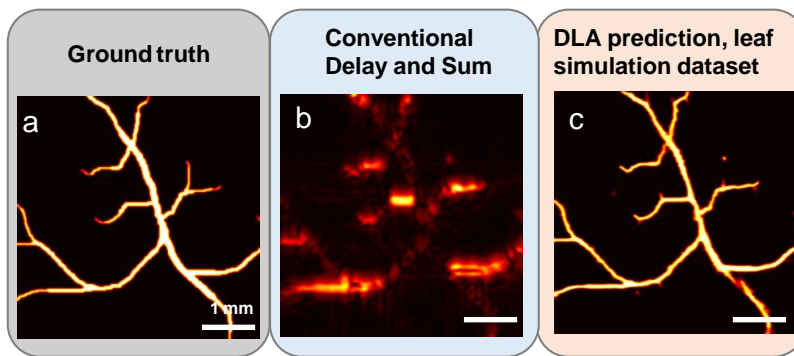 Ground truth
Conventional
Delay and Sum
DLA prediction, leaf
simulation dataset
a
b
c
1 mm